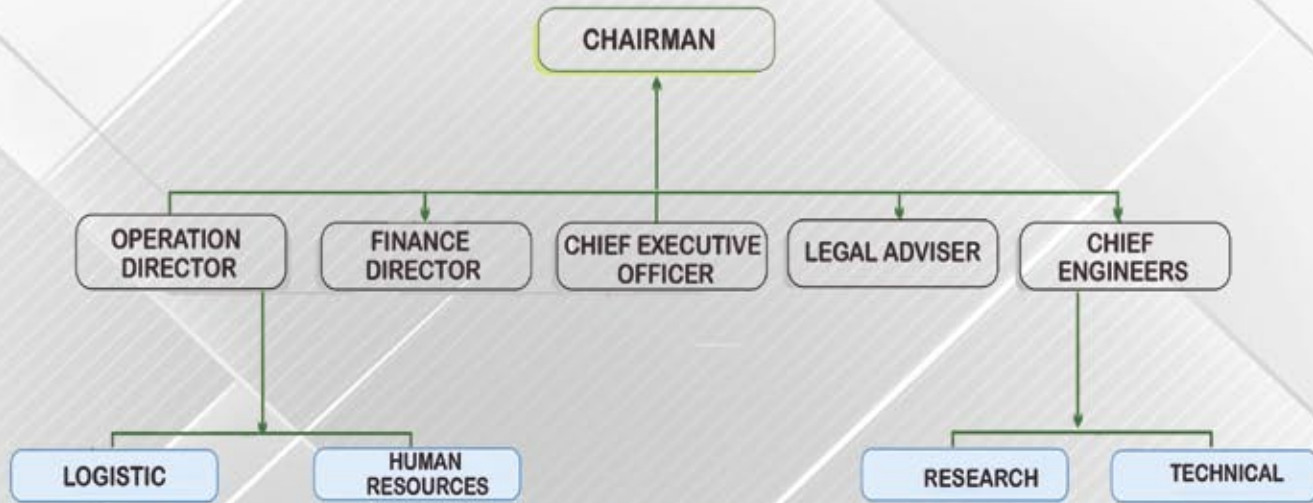 CHAIRMAN
OPERATION
DIRECTOR
FINANCE
DIRECTOR
CHIEF EXECUTIVE
OFFICER
LEGAL ADVISER
CHIEF
ENGINEERS
LOGISTIC
HUMAN
RESOURCES
RESEARCH
TECHNICAL